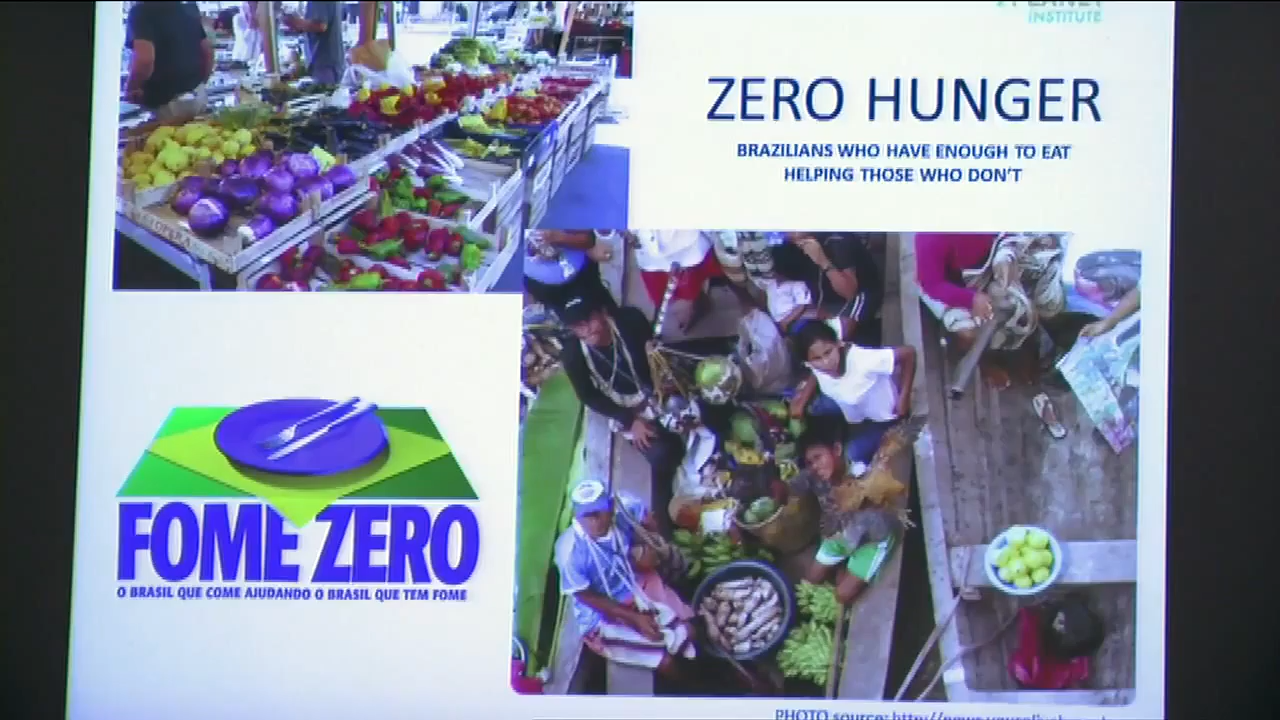 INSTITUTE
ZERO HUNGER
BRAZILIANS WHO HAVE ENOUGH TO EAT
HELPING THOSE WHO DON'T
FOME ZERO
O BRASIL QUE COME AJUDANDO O BRASIL QUE TEM FOME
PHOTO source: